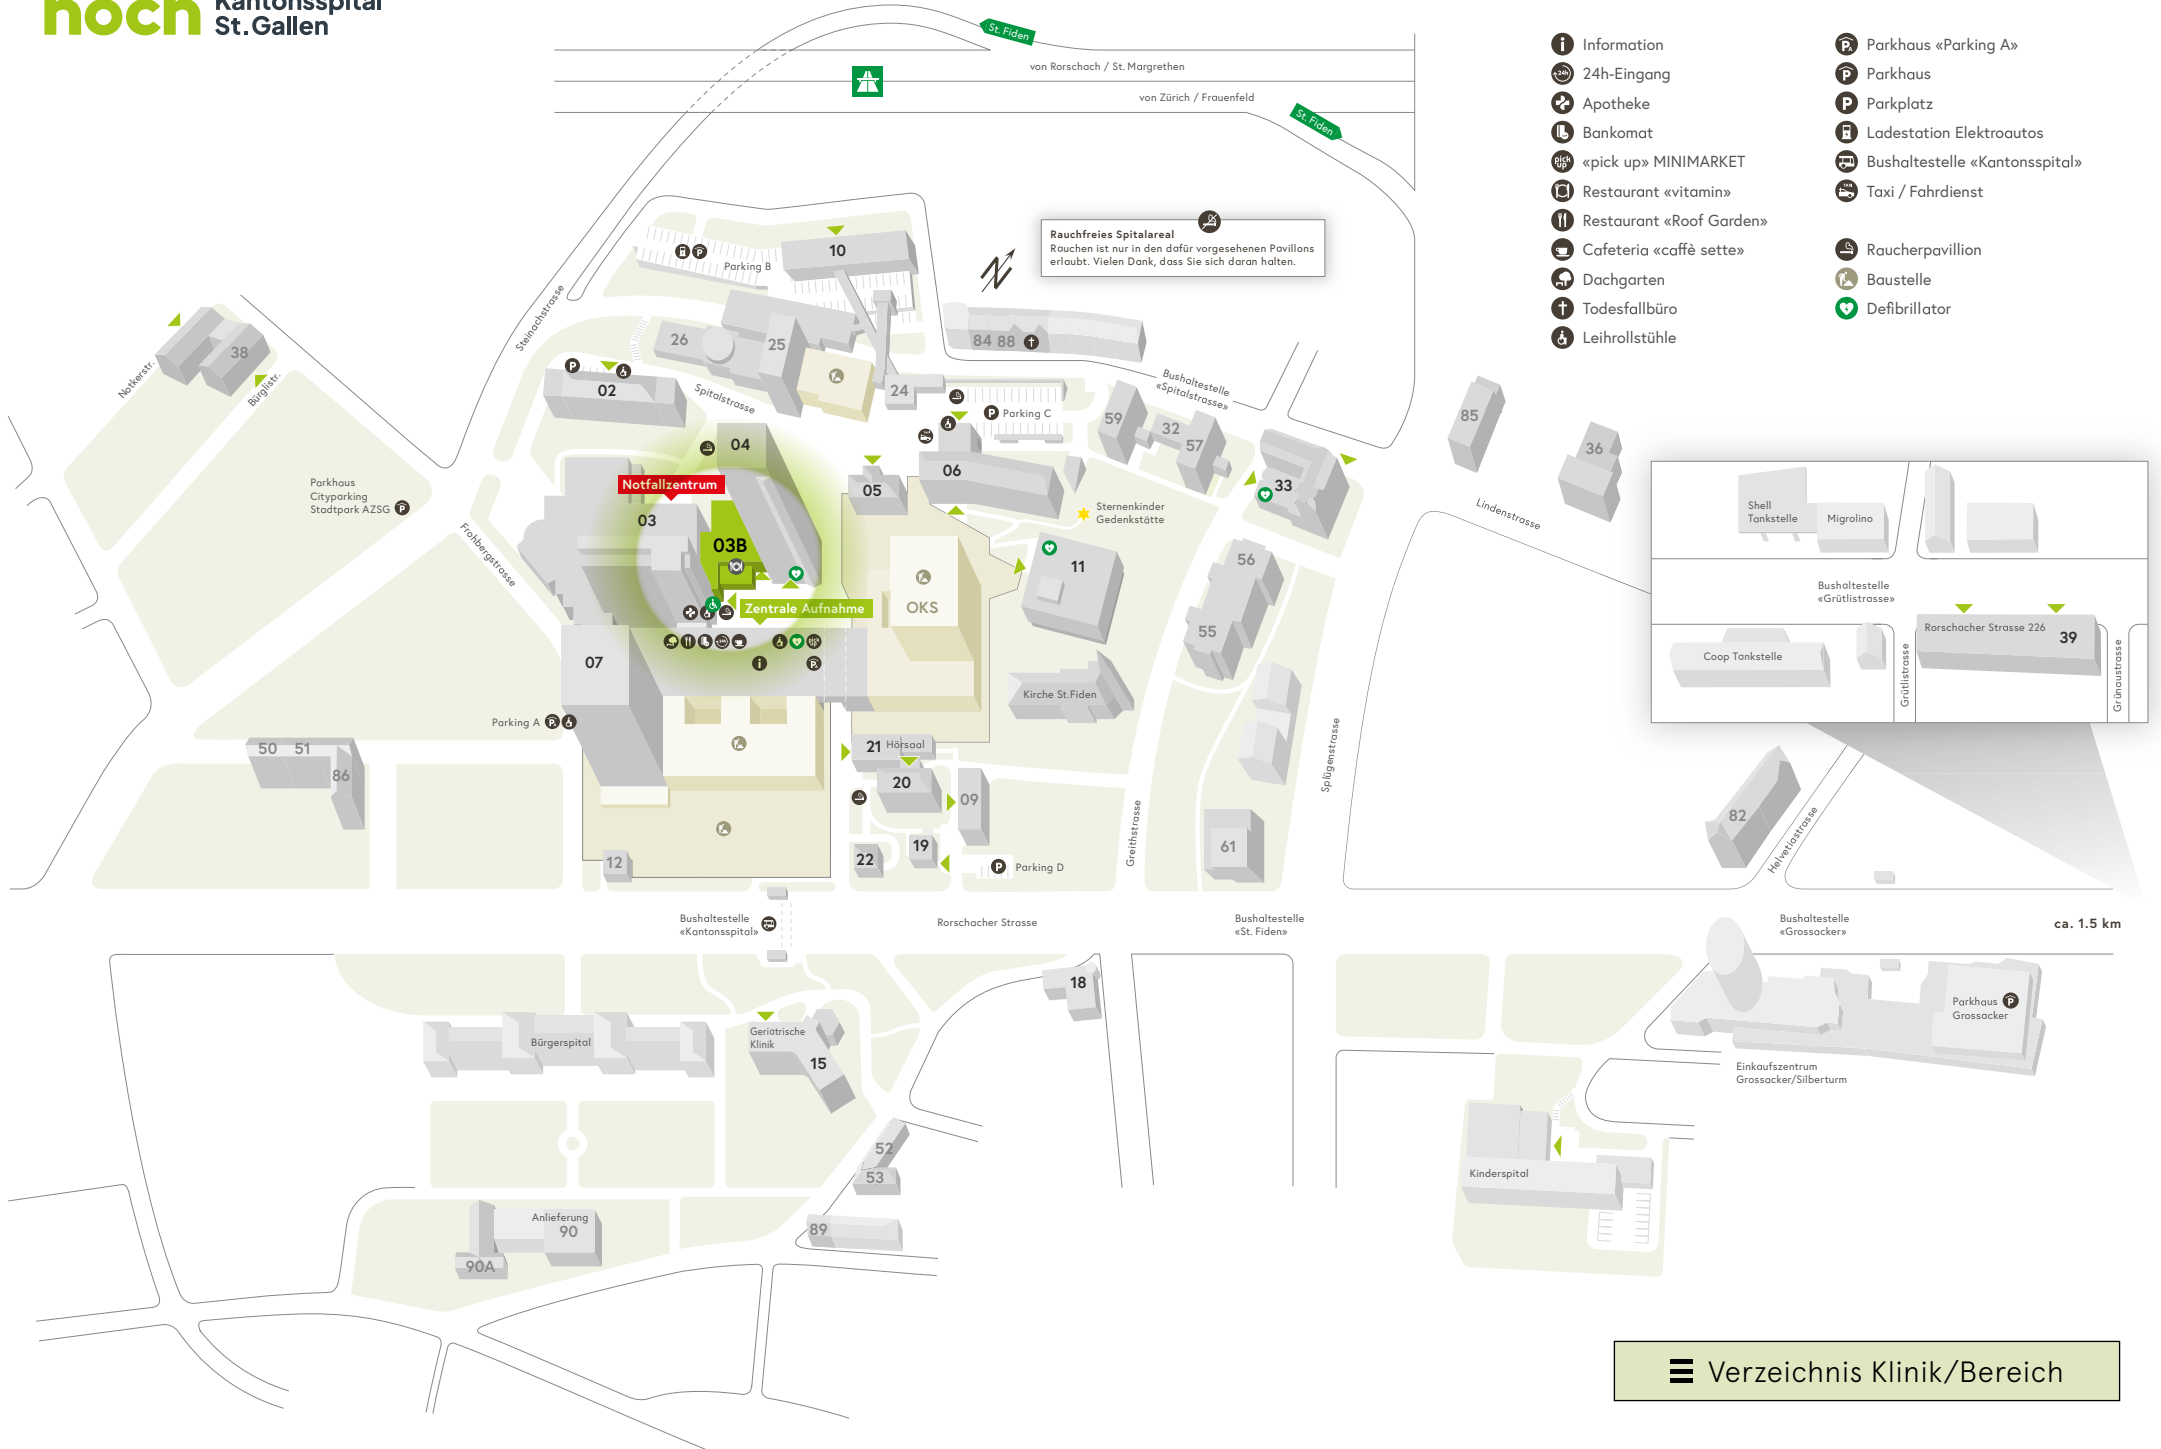 noch Kantonsspital
St.Gallen
St. Fiden
von Rorschach / St. Margrethen
von Zürich / Frauenfeld
St. Fiden
Information
24h-Eingang
Apotheke
Bankomat
«pick up» MINIMARKET
Restaurant «vitamin»
Restaurant «Roof Garden»
Cafeteria «caffè sette»
Dachgarten
Todesfallbüro
Leihrollstühle
Parkhaus «Parking A»
Parkhaus
Parkplatz
Ladestation Elektroautos
Bushaltestelle «Kantonsspital»
Taxi / Fahrdienst
Raucherpavillion
Baustelle
Defibrillator
Rauchfreies Spitalareal
Rauchen ist nur in den dafür vorgesehenen Pavillons
erlaubt. Vielen Dank, dass Sie sich daran halten.
N
Parking B
10
Steinachstrasse
26
25
84 88
38
Notkerstr.
Bürglistr.
02
Spitalstrasse
24
Bushaltestelle
«Spitalstrasse»
Parking C
59
32
57
85
36
04
06
05
33
Notfallzentrum
03
03B
Parkhaus
Cityparking
Stadtpark AZSG
Frohbergstrasse
Sternenkinder
Gedenkstätte
Lindenstrasse
11
56
55
OKS
Zentrale Aufnahme
07
Kirche St.Fiden
Parking A
50 51
86
21 Hörsaal
20
09
19
22
12
Parking D
Greithstrasse
Splügenstrasse
61
82
Helvetiastrasse
Shell
Tankstelle
Migrolino
Bushaltestelle
«Grütlistrasse»
Rorschacher Strasse 226
39
Coop Tankstelle
Grütlistrasse
Grünaustrasse
Bushaltestelle
«Kantonsspital»
Rorschacher Strasse
Bushaltestelle
«St. Fiden»
Bushaltestelle
«Grossacker»
ca. 1.5 km
18
Bürgerspital
Geriatrische
Klinik
15
Parkhaus
Grossacker
Einkaufszentrum
Grossacker/Silberturm
52
53
Kinderspital
Anlieferung
90
90A
89
Verzeichnis Klinik/Bereich